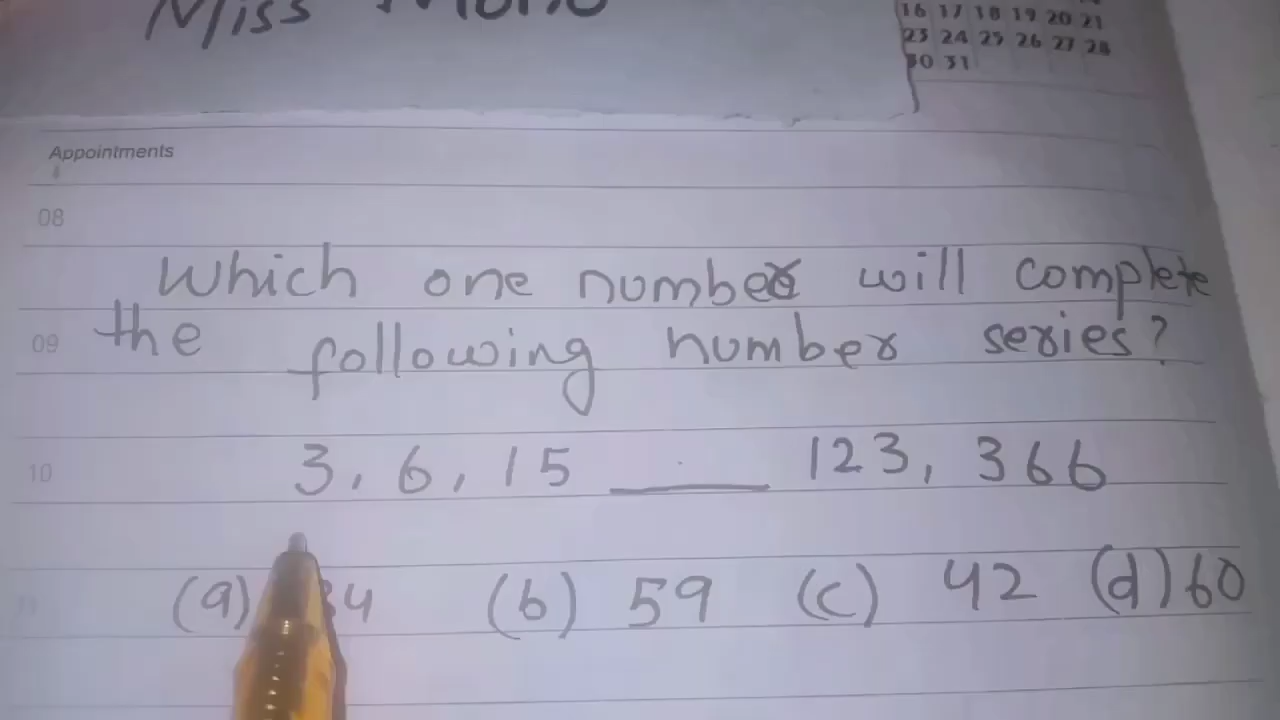 Miss
16 17 18 19 20 21
23 24 25 26 27 28
30 31
Appointments
08
Which one number will complete
09 the following number series?
10 3, 6, 15 ____ 123, 366
(a) 34 (b) 59 (c) 42 (d) 60